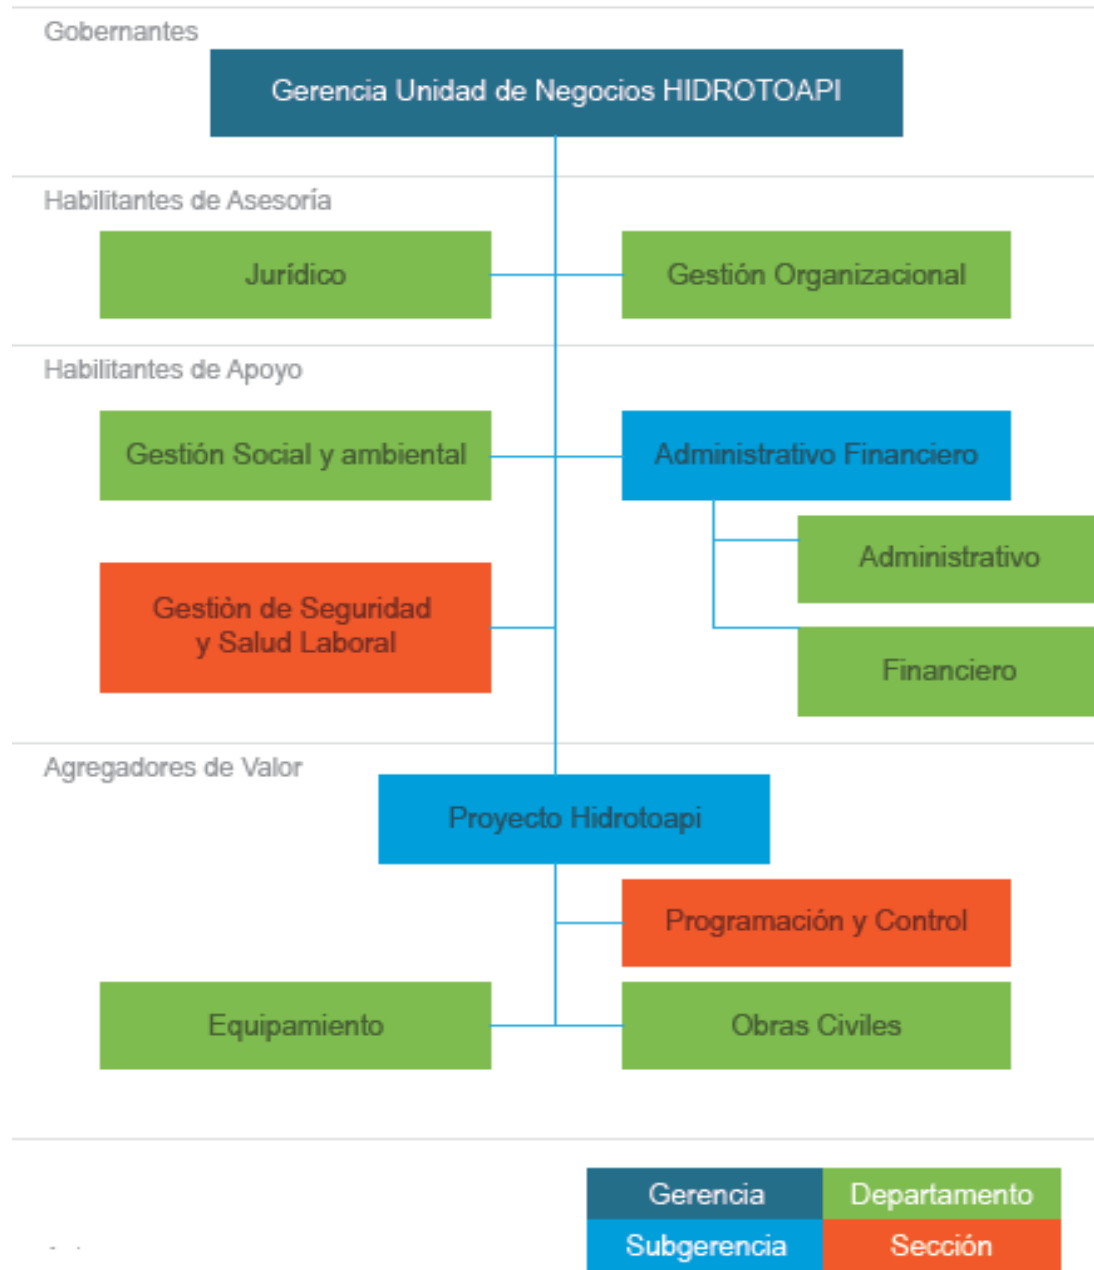 Gobernantes
Gerencia Unidad de Negocios HIDROTOAPI
Habilitantes de Asesoría
Jurídico
Gestión Organizacional
Habilitantes de Apoyo
Gestión Social y ambiental
Administrativo Financiero
Administrativo
Gestiòn de Seguridad
y Salud Laboral
Financiero
Agregadores de Valor
Proyecto Hidrotoapi
Programación y Control
Equipamiento
Obras Civiles
Gerencia
Departamento
Subgerencia
Sección